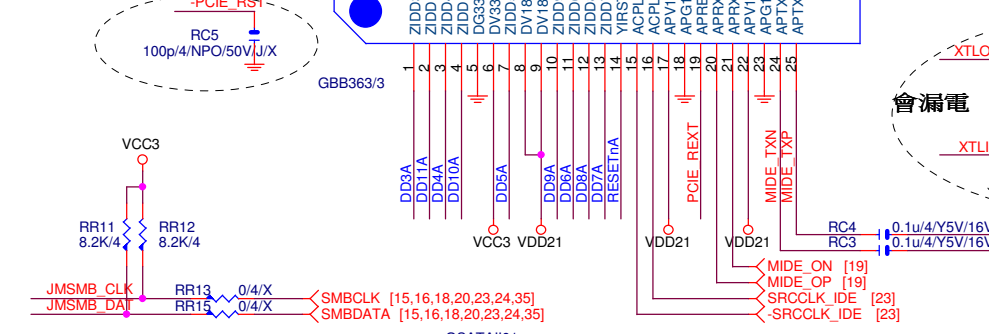 -PCIE_RST
RC5
100p/4/NPO/50V/J/X
GBB363/3
ZIDD
ZIDD
ZIDD
ZIDD
DG33
DV33
ZIDD
DV18
DV18
ZIDD
ZIDD
ZIDD
ZIDD
YIRS
ACPL
ACPL
APV1
APG1
APRE
APRX
APRX
APV1
APG1
APTX
APTX
1 2 3 4 5 6 7 8 9 10 11 12 13 14 15 16 17 18 19 20 21 22 23 24 25
XTLO
會漏電
XTLI
DD3A
DD11A
DD4A
DD10A
DD5A
DD9A
DD6A
DD8A
DD7A
RESETnA
PCIE_REXT
MIDE_TXN
MIDE_TXP
VCC3
RR11
8.2K/4
RR12
8.2K/4
VCC3 VDD21
VDD21
VDD21
RC4 0.1u/4/Y5V/16V
RC3 0.1u/4/Y5V/16V
MIDE_ON [19]
MIDE_OP [19]
SRCCLK_IDE [23]
-SRCCLK_IDE [23]
JMSMB_CLK
JMSMB_DAT
RR13 0/4/X
RR15 0/4/X
SMBCLK [15,16,18,20,23,24,35]
SMBDATA [15,16,18,20,23,24,35]